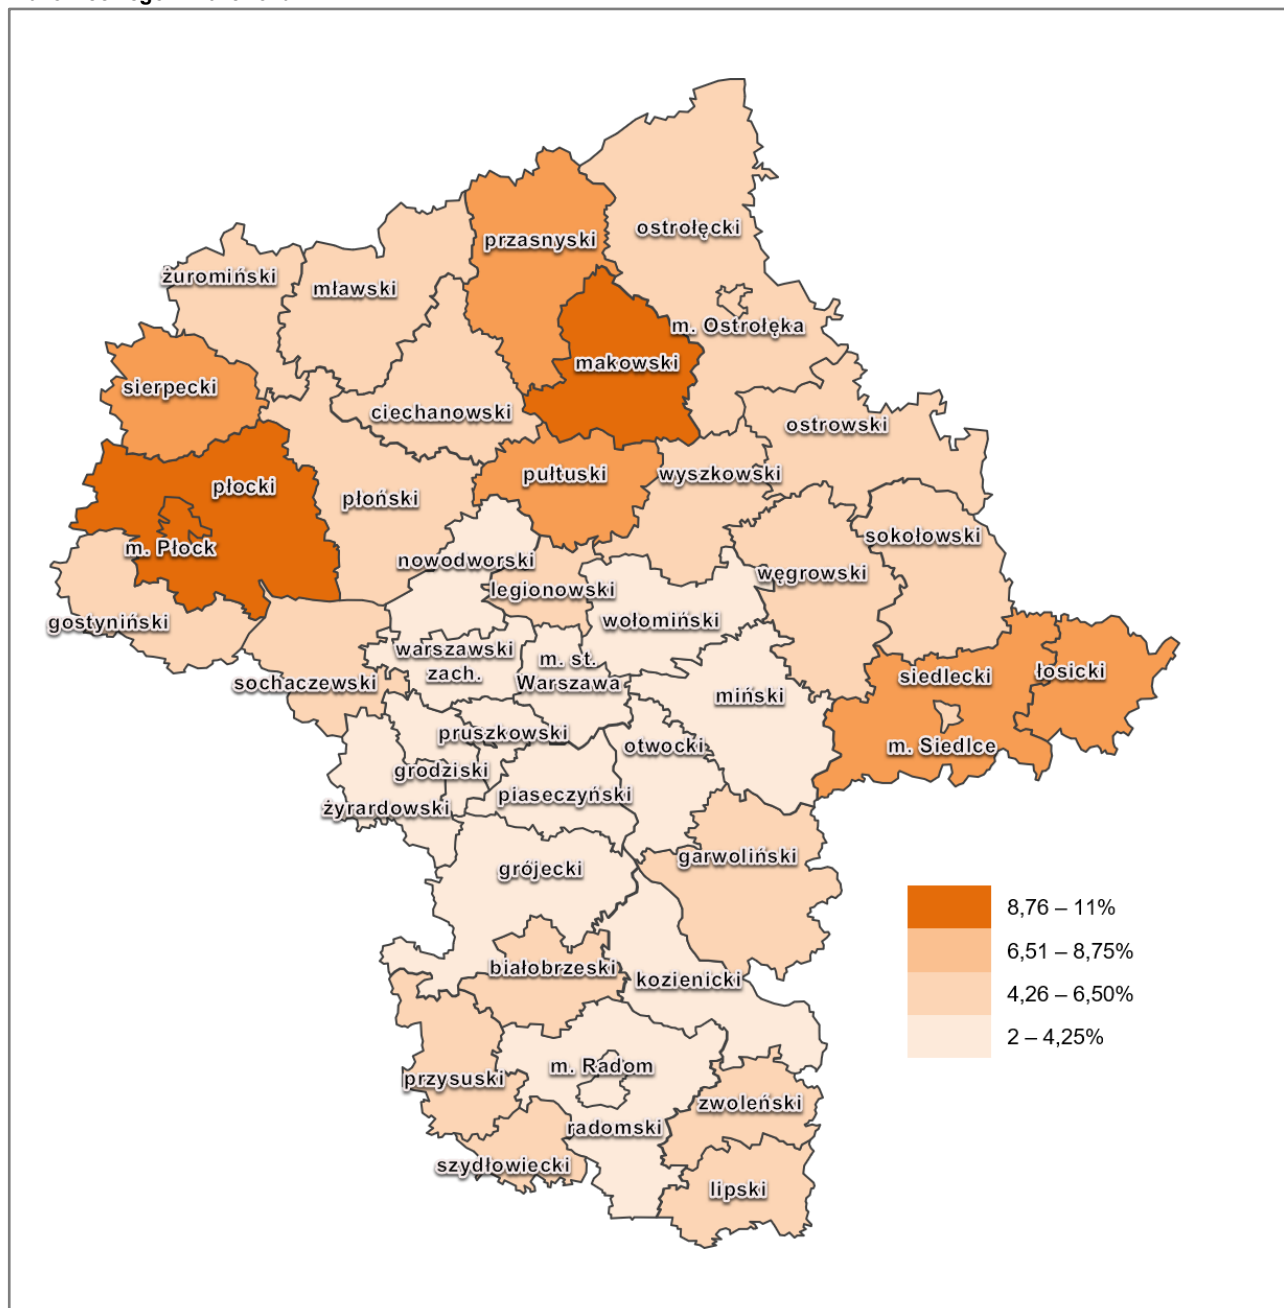 ostrołęcki
przasnyski
żuromiński
mławski
m. Ostrołęka
makowski
sierpecki
ciechanowski
ostrowski
pułtuski
wyszkowski
płocki
płoński
sokołowski
m. Płock
nowodworski
węgrowski
legionowski
gostyniński
wołomiński
warszawski
zach.
m. st.
Warszawa
siedlecki
łosicki
sochaczewski
miński
pruszkowski
otwocki
m. Siedlce
grodziski
piaseczyński
żyrardowski
garwoliński
grójecki
8,76 – 11%
6,51 – 8,75%
białobrzeski
kozienicki
4,26 – 6,50%
2 – 4,25%
m. Radom
przysuski
zwoleński
radomski
szydłowiecki
lipski